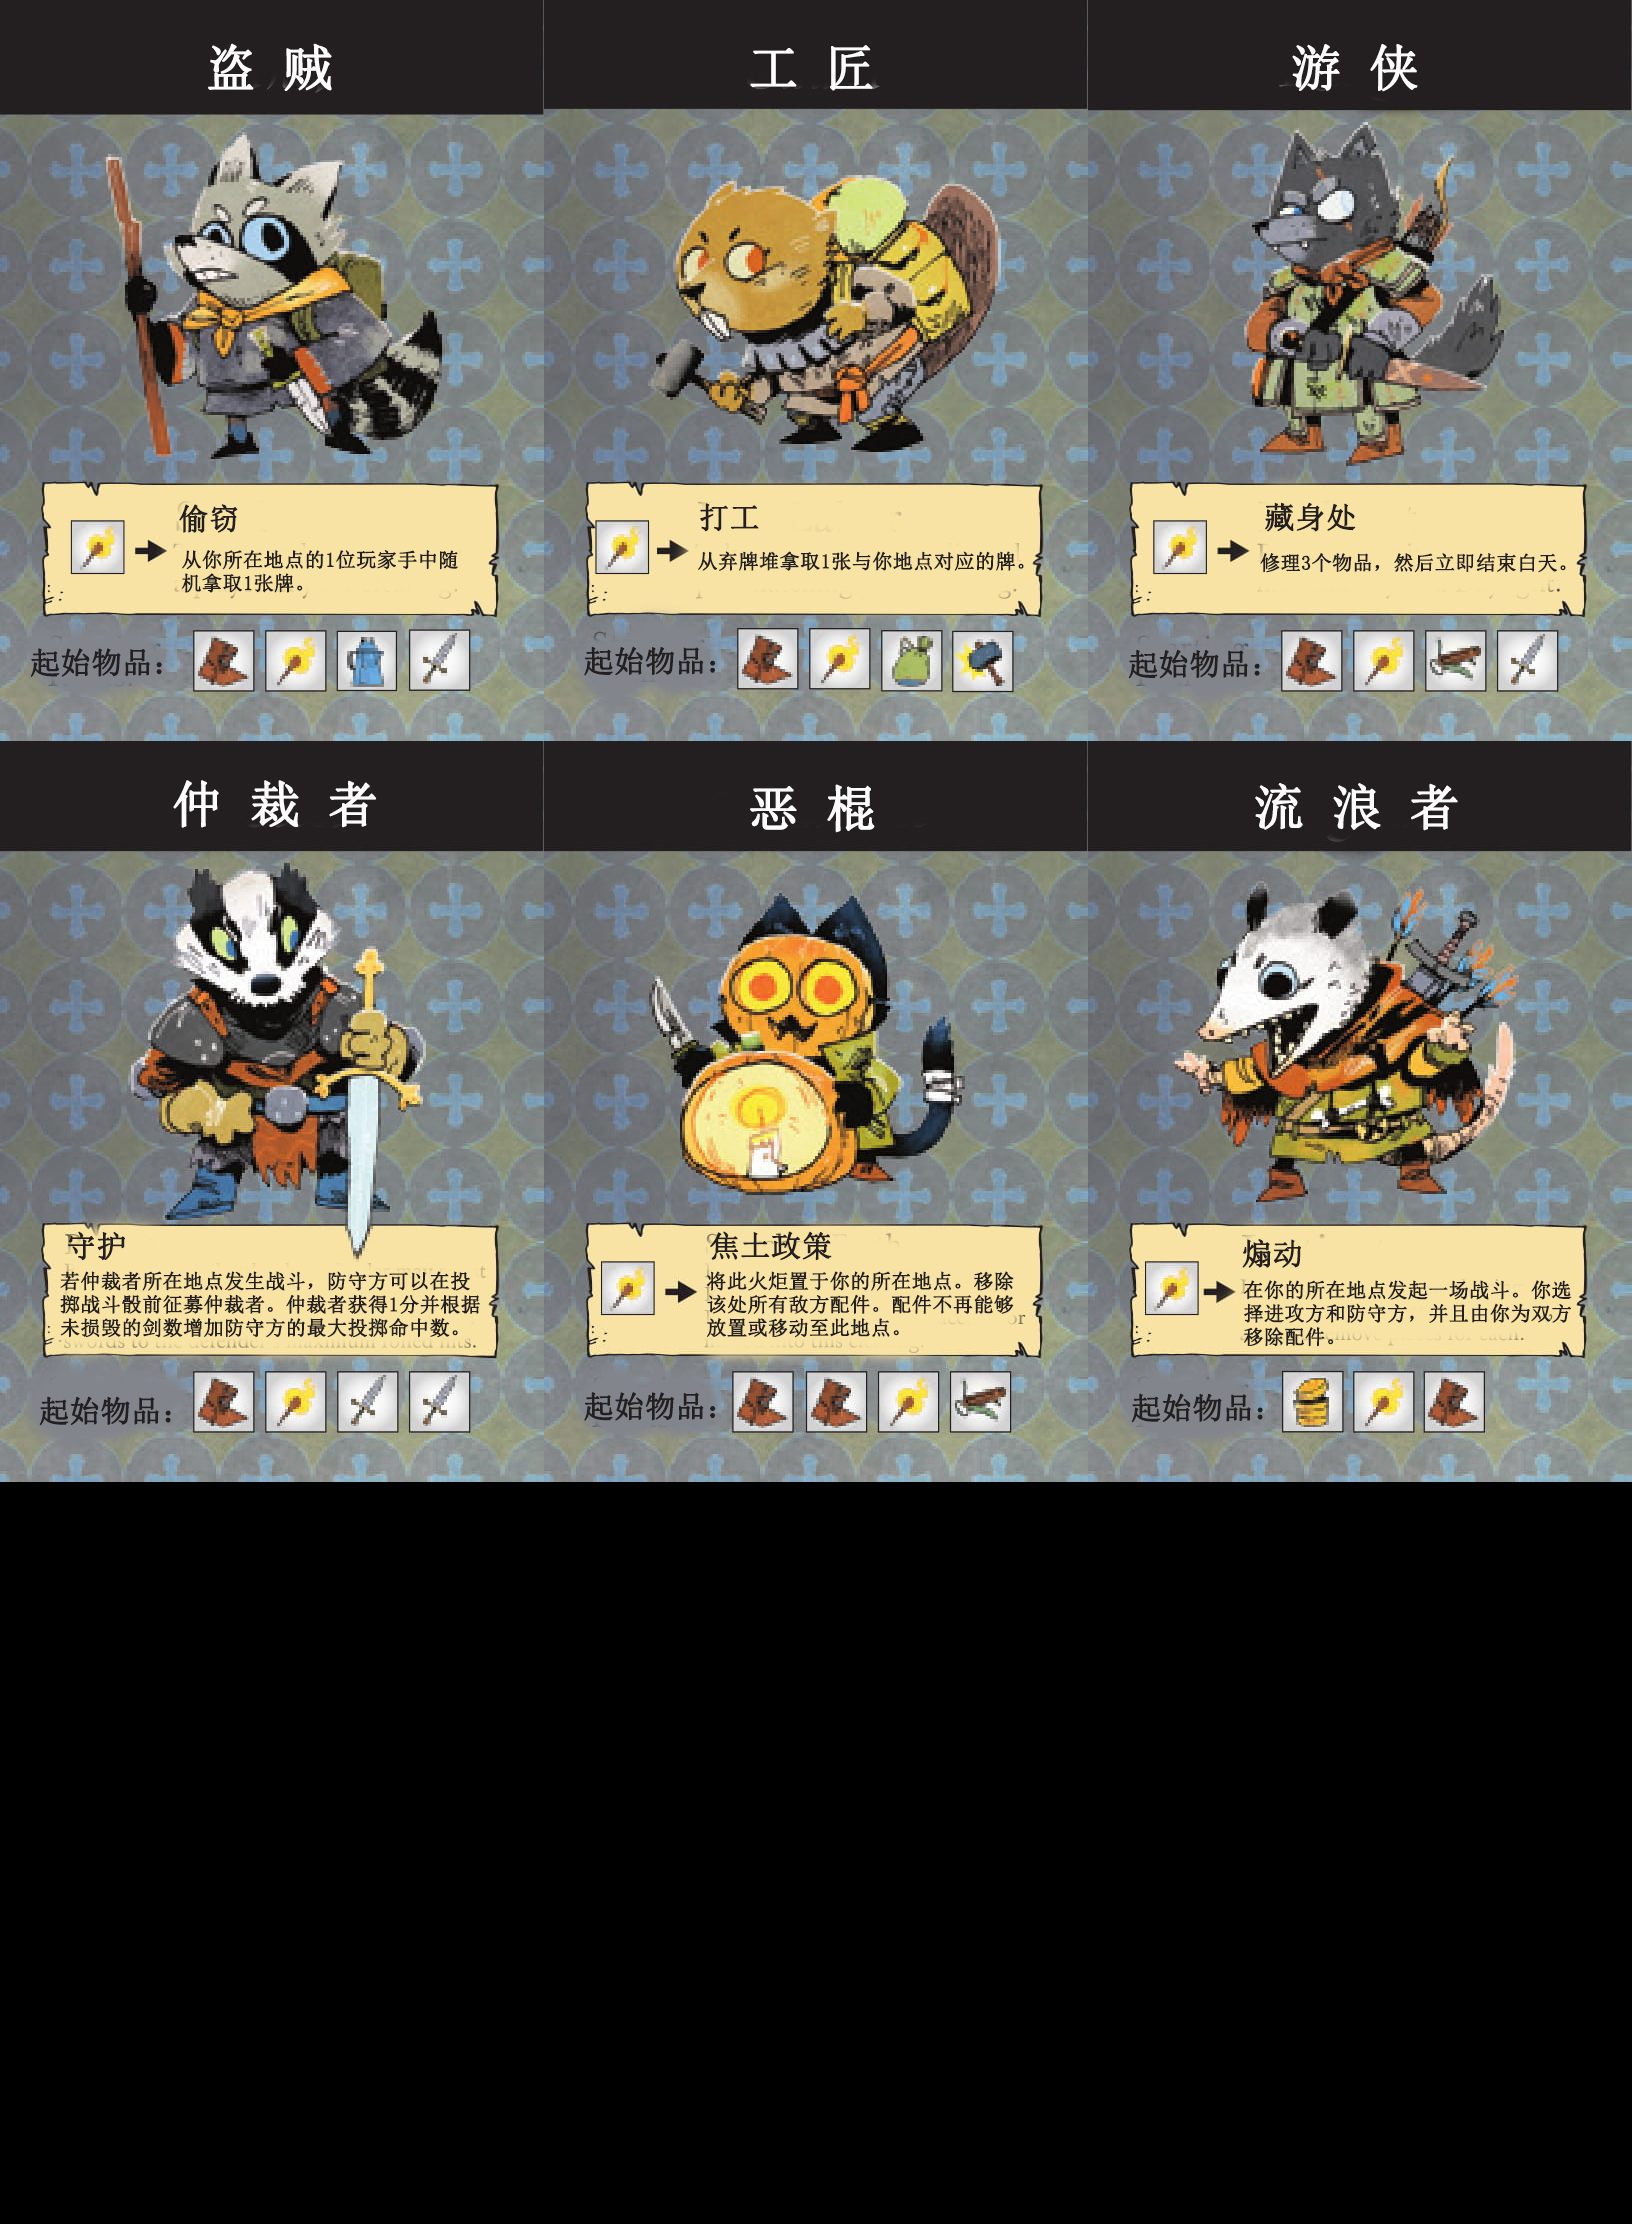 盗贼
偷窃
从你所在地点的1位玩家手中随
机拿取1张牌。
起始物品：
工匠
打工
从弃牌堆拿取1张与你地点对应的牌。
起始物品：
游侠
藏身处
修理3个物品，然后立即结束白天。
起始物品：
仲裁者
守护
若仲裁者所在地点发生战斗，防守方可以在投
掷战斗骰前征募仲裁者。仲裁者获得1分并根据
未损毁的剑数增加防守方的最大投掷命中数。
起始物品：
恶棍
焦土政策
将此火炬置于你的所在地点。移除
该处所有敌方配件。配件不再能够
放置或移动至此地点。
起始物品：
流浪者
煽动
在你的所在地点发起一场战斗。你选
择进攻方和防守方，并且由你为双方
移除配件。
起始物品：